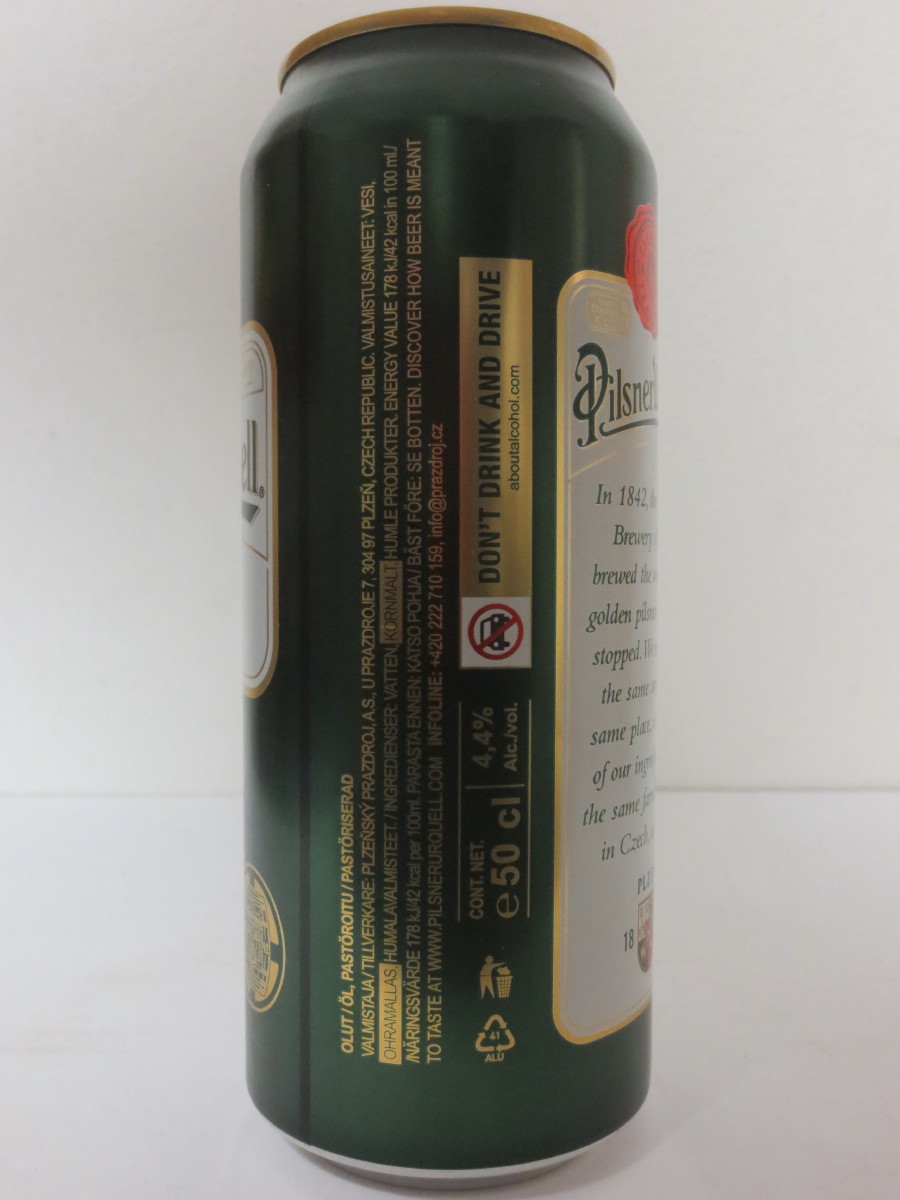 ell®
OLUT / ÖL, PASTÖROITU / PASTÖRISERAD
VALMISTAJA / TILLVERKARE: PLZEŇSKÝ PRAZDROJ, A.S., U PRAZDROJE 7, 304 97 PLZEŇ, CZECH REPUBLIC. VALMISTUSAINEET: VESI,
OHRAMALLAS, HUMALAVALMISTEET / INGREDIENSER: VATTEN, KORNMALT, HUMLE PRODUKTER. ENERGY VALUE 178 kJ/42 kcal in 100 ml./
/NÄRINGSVÄRDE 178 kJ/42 kcal per 100ml. PARASTA ENNEN: KATSO POHJA / BÄST FÖRE: SE BOTTEN. DISCOVER HOW BEER IS MEANT
TO TASTE AT WWW.PILSNERURQUELL.COM INFOLINE: +420 222 710 159, info@prazdroj.cz
41
ALU
CONT. NET.
℮ 50 cl
4,4%
Alc./vol.
DON'T DRINK AND DRIVE
aboutalcohol.com
Pilsner
In 1842,
Brewery
brewed the
golden pilsne
stopped. We
the same
same place,
of our ingr
the same
in Czech,
18